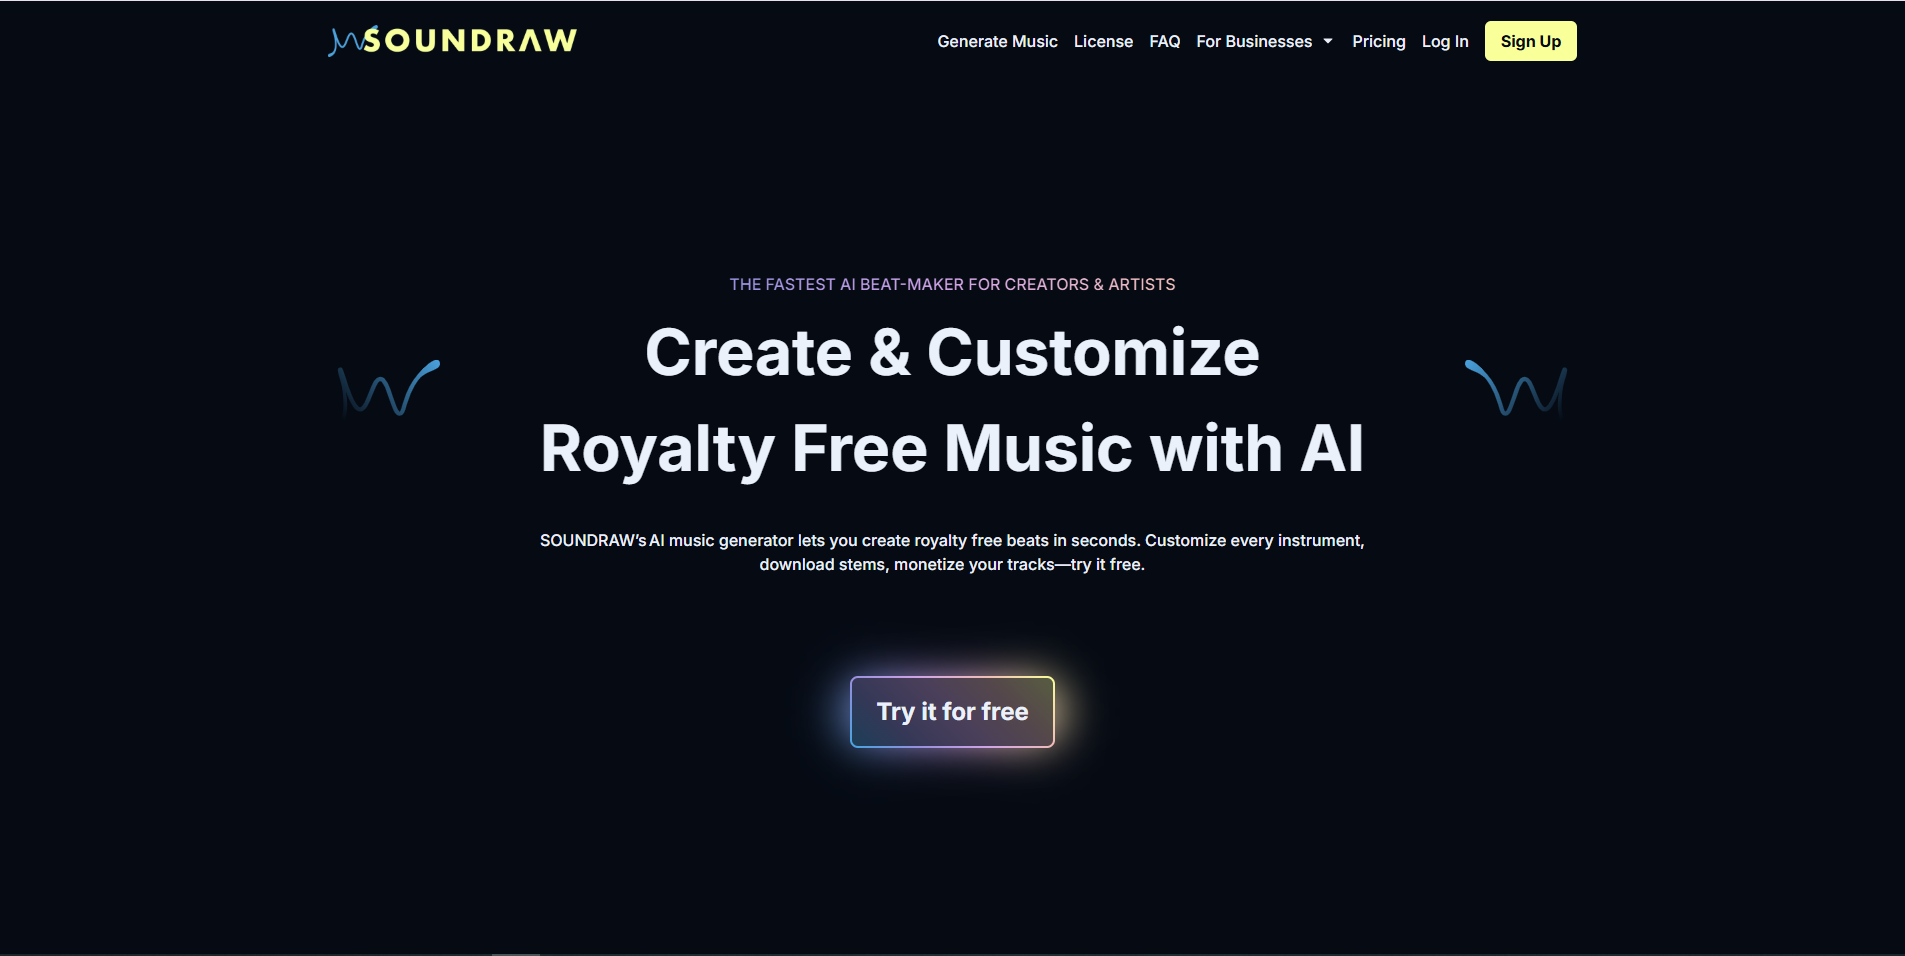 SOUNDRAW
Generate Music License FAQ For Businesses Pricing Log In Sign Up
THE FASTEST AI BEAT-MAKER FOR CREATORS & ARTISTS
Create & Customize
Royalty Free Music with AI
SOUNDRAW’s AI music generator lets you create royalty free beats in seconds. Customize every instrument,
download stems, monetize your tracks—try it free.
Try it for free